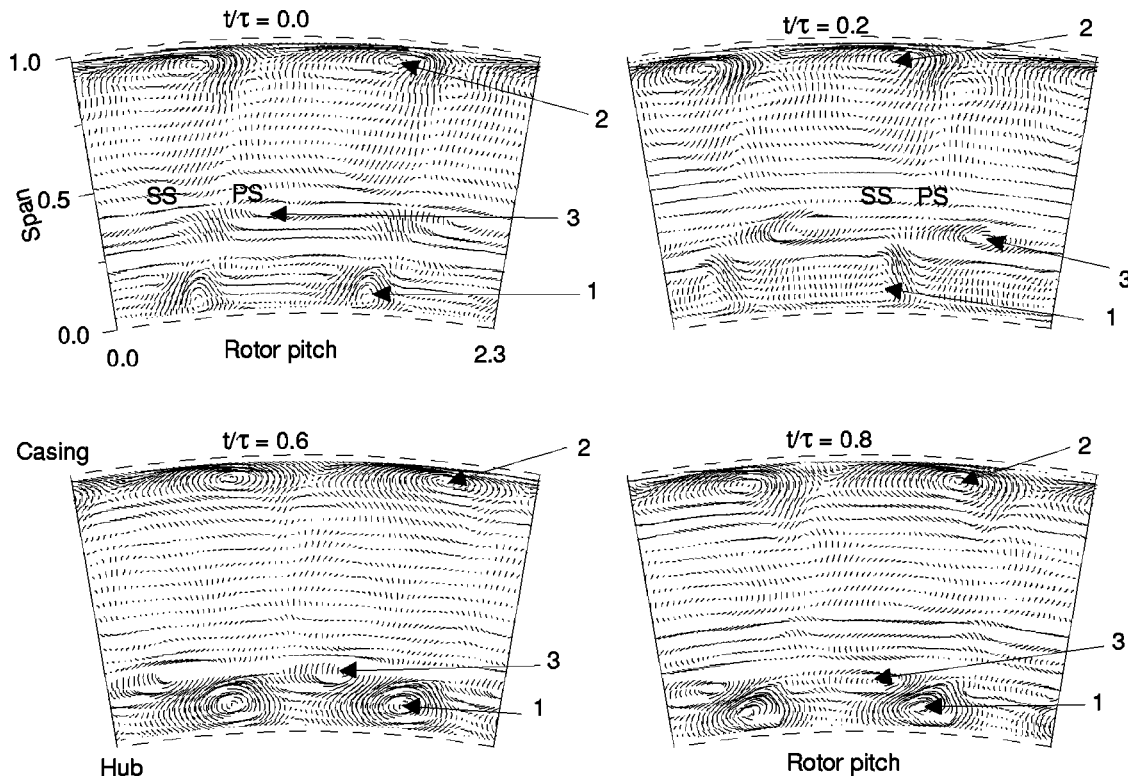 t/τ = 0.0
1.0
2
SS
PS
0.5
3
Span
1
0.0
0.0
Rotor pitch
2.3
t/τ = 0.2
2
SS
PS
3
1
Casing
t/τ = 0.6
2
3
1
Hub
t/τ = 0.8
2
3
1
Rotor pitch